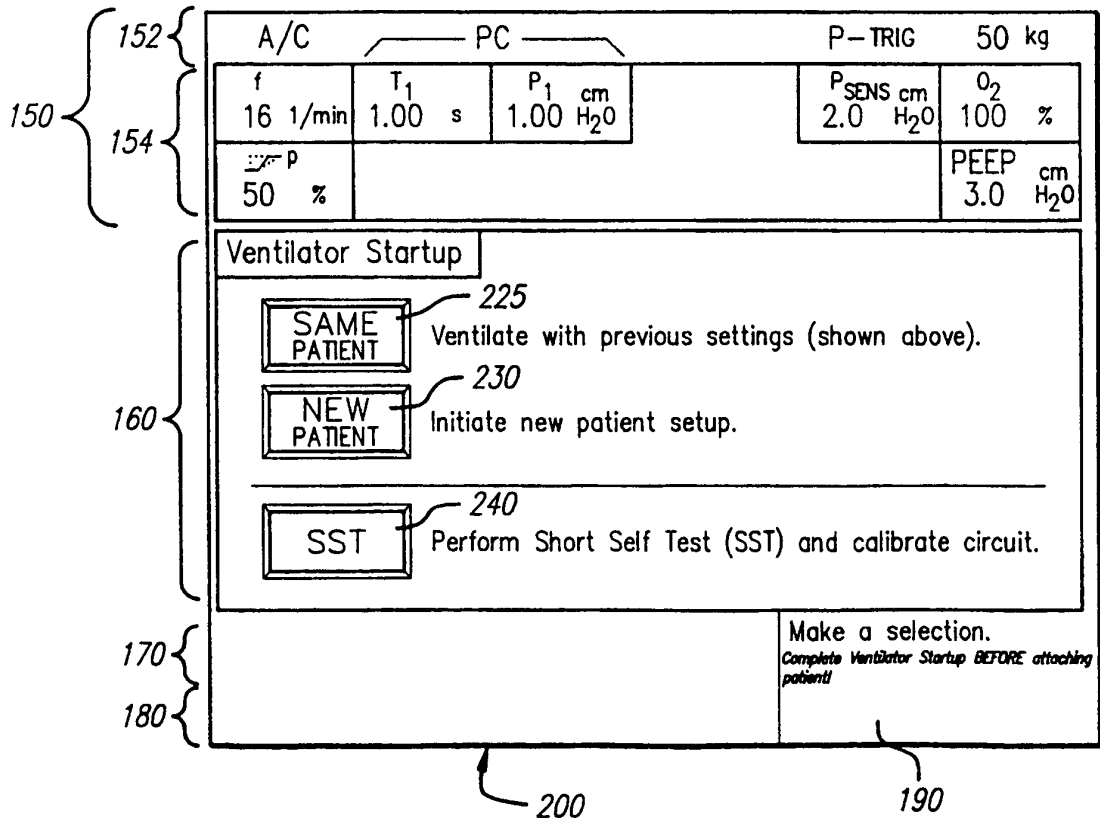 152 A/C PC P-TRIG 50 kg
150
154
f T1 P1 cm PSENS cm O2
16 1/min 1.00 s 1.00 H2O 2.0 H2O 100 %
p PEEP cm
50 % 3.0 H2O
Ventilator Startup
225
SAME
PATIENT
Ventilate with previous settings (shown above).
160
230
NEW
PATIENT
Initiate new patient setup.
240
SST
Perform Short Self Test (SST) and calibrate circuit.
170
Make a selection.
Complete Ventilator Startup BEFORE attaching
patient!
180
200
190